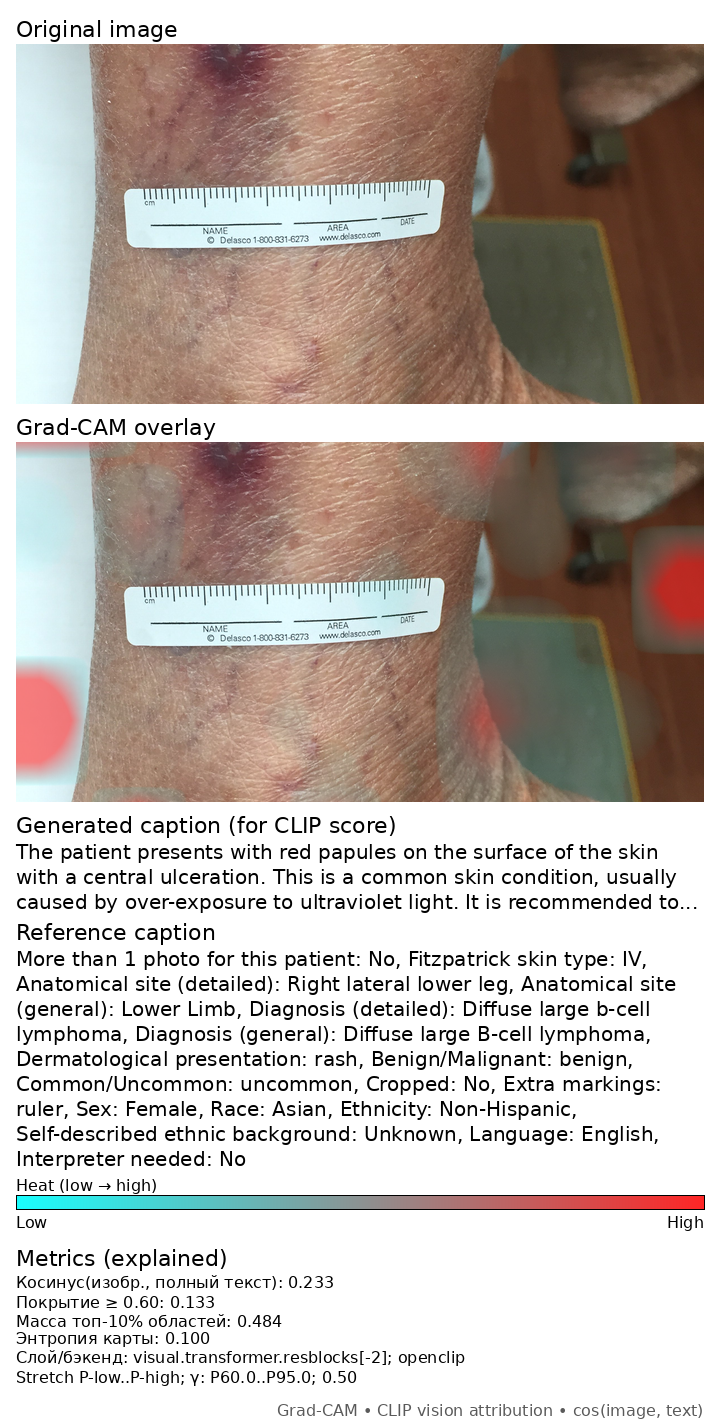 Original image
cm
NAME
AREA
DATE
© Delasco 1-800-831-6273 www.delasco.com
Grad-CAM overlay
cm
NAME
AREA
DATE
© Delasco 1-800-831-6273 www.delasco.com
Generated caption (for CLIP score)
The patient presents with red papules on the surface of the skin
with a central ulceration. This is a common skin condition, usually
caused by over-exposure to ultraviolet light. It is recommended to...
Reference caption
More than 1 photo for this patient: No, Fitzpatrick skin type: IV,
Anatomical site (detailed): Right lateral lower leg, Anatomical site
(general): Lower Limb, Diagnosis (detailed): Diffuse large b-cell
lymphoma, Diagnosis (general): Diffuse large B-cell lymphoma,
Dermatological presentation: rash, Benign/Malignant: benign,
Common/Uncommon: uncommon, Cropped: No, Extra markings:
ruler, Sex: Female, Race: Asian, Ethnicity: Non-Hispanic,
Self-described ethnic background: Unknown, Language: English,
Interpreter needed: No
Heat (low → high)
Low High
Metrics (explained)
Косинус(изобр., полный текст): 0.233
Покрытие ≥ 0.60: 0.133
Масса топ-10% областей: 0.484
Энтропия карты: 0.100
Слой/бэкенд: visual.transformer.resblocks[-2]; openclip
Stretch P-low..P-high; γ: P60.0..P95.0; 0.50
Grad-CAM • CLIP vision attribution • cos(image, text)